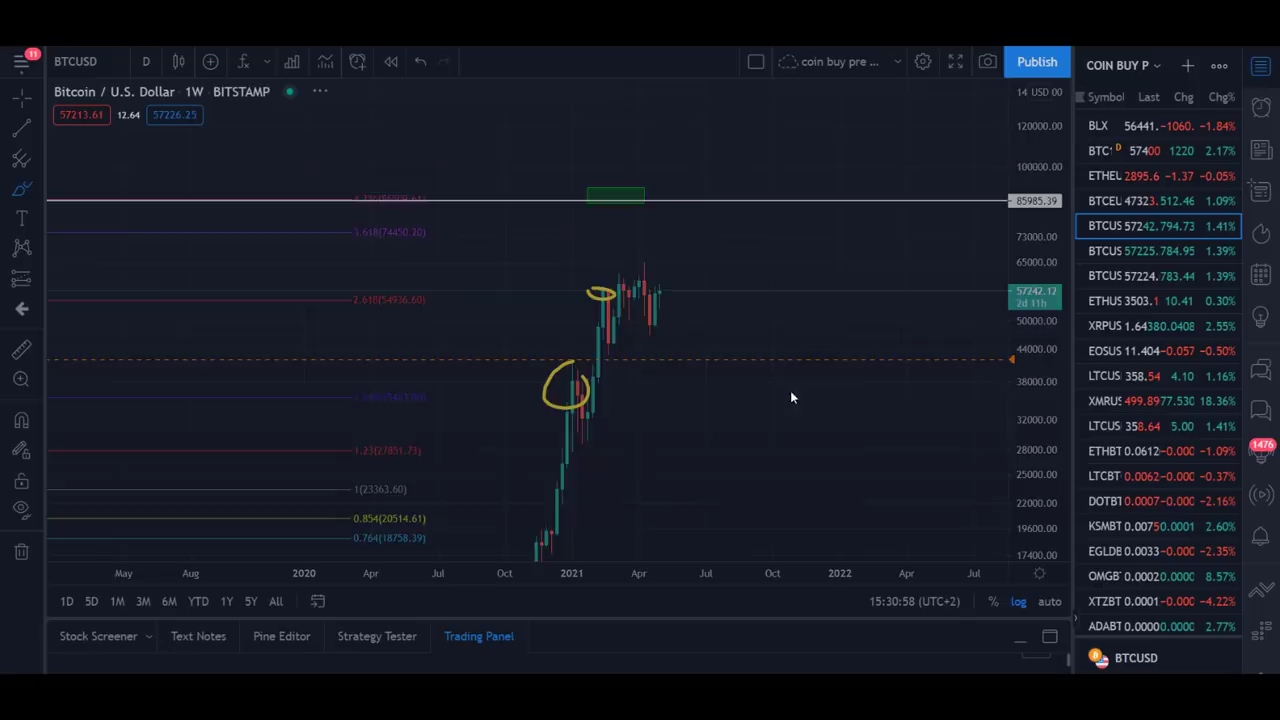 11
BTCUSD D coin buy pre ... Publish
Bitcoin / U.S. Dollar 1W BITSTAMP
57213.61 12.64 57226.25
14 USD 00
120000.00
100000.00
85985.39
3.618(74450.20)
73000.00
65000.00
2.618(54936.60)
57242.12
2d 11h
50000.00
44000.00
38000.00
32000.00
1.23(27851.73)
28000.00
25000.00
1(23363.60)
22000.00
0.854(20514.61)
19600.00
0.764(18758.39)
17400.00
May Aug 2020 Apr Jul Oct 2021 Apr Jul Oct 2022 Apr Jul
1D 5D 1M 3M 6M YTD 1Y 5Y All 15:30:58 (UTC+2) % log auto
Stock Screener Text Notes Pine Editor Strategy Tester Trading Panel
COIN BUY P
Symbol Last Chg Chg%
BLX 56441. −1060. −1.84%
BTC1 D 57400 1220 2.17%
ETHEU 2895.6 −1.37 −0.05%
BTCEU 47323. 512.46 1.09%
BTCUS 57242. 794.73 1.41%
BTCUS 57225. 784.95 1.39%
BTCUS 57224. 783.44 1.39%
ETHUS 3503.1 10.41 0.30%
XRPUS 1.64380.0408 2.55%
EOSUS 11.404 −0.057 −0.50%
LTCUS 358.54 4.10 1.16%
XMRUS 499.8977.530 18.36%
LTCUS 358.64 5.00 1.41%
ETHBT 0.0612 −0.000 −1.09%
LTCBT 0.0062 −0.000 −0.37%
DOTBT 0.0007 −0.000 −2.16%
KSMBT 0.0075 0.0001 2.60%
EGLDB 0.0033 −0.000 −2.35%
OMGB 0.0002 0.0000 8.57%
XTZBT 0.0001 −0.000 −4.22%
ADABT 0.0000 0.0000 2.77%
BTCUSD
1476